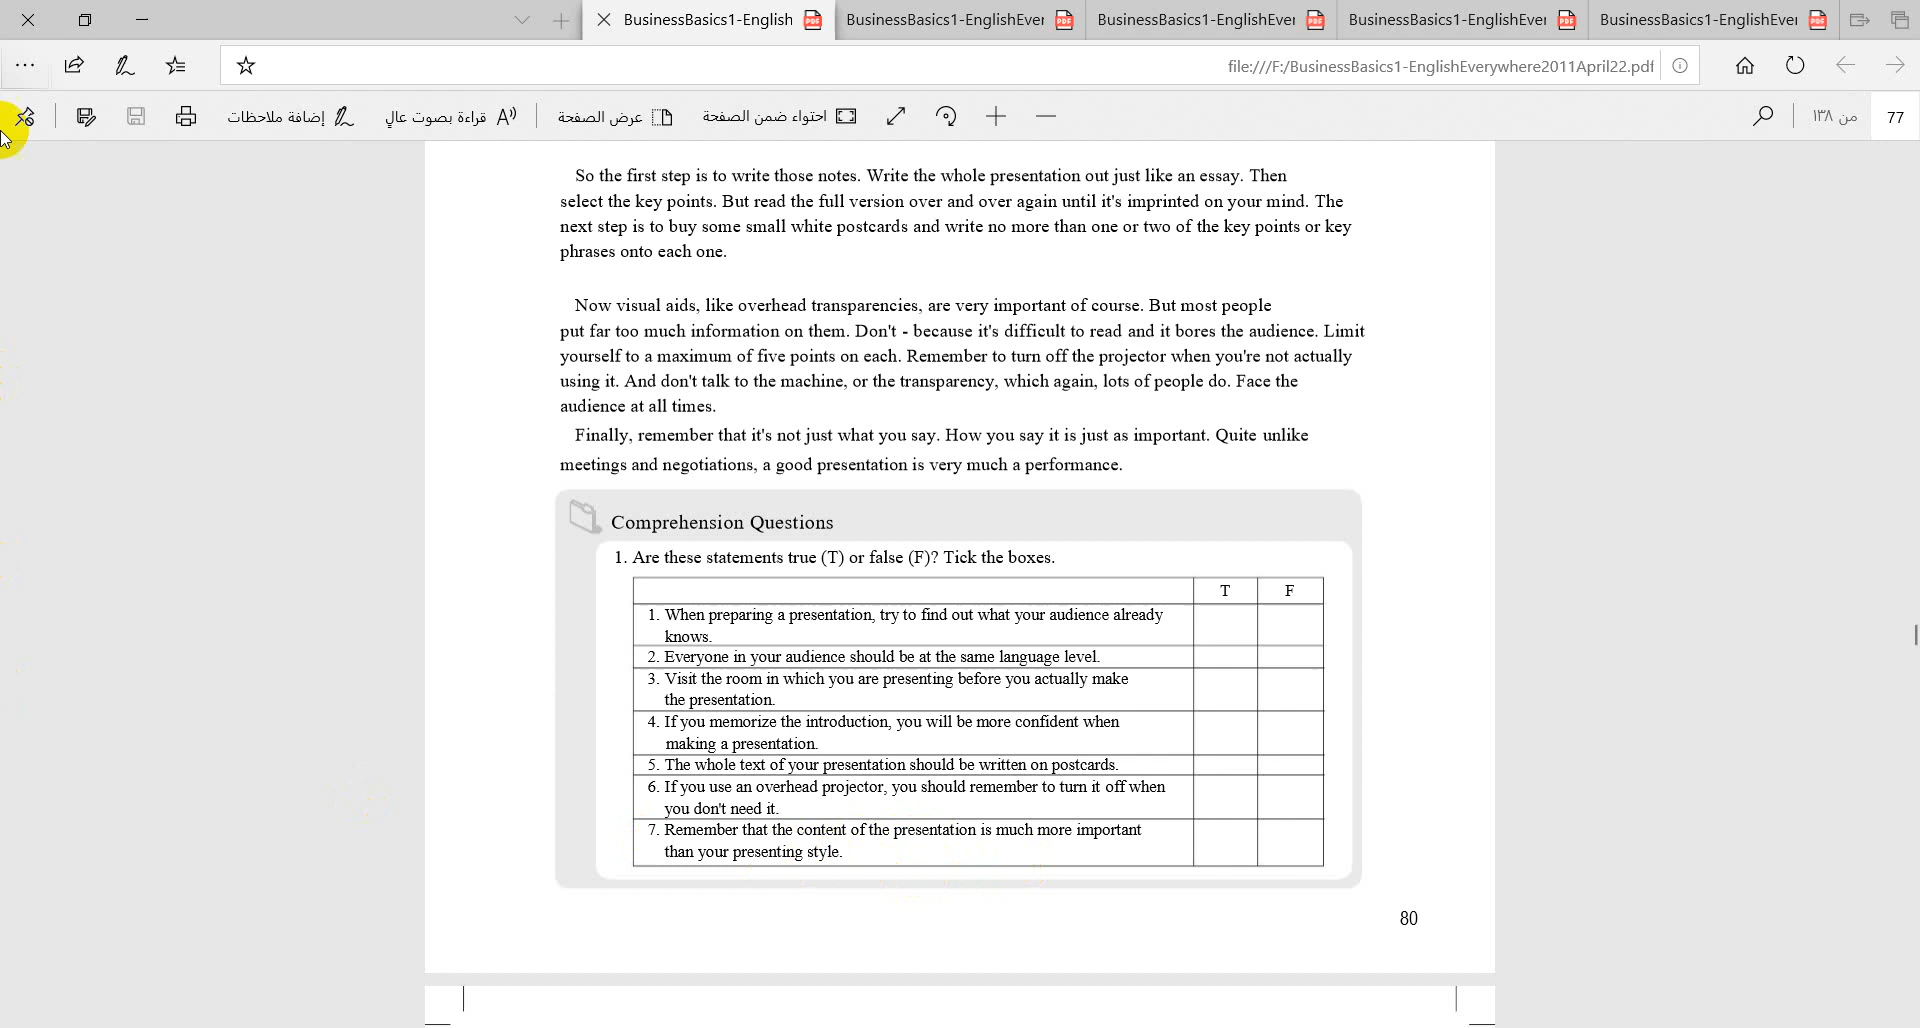 BusinessBasics1-English
BusinessBasics1-EnglishEver
BusinessBasics1-EnglishEver
BusinessBasics1-EnglishEver
BusinessBasics1-EnglishEver
file:///F:/BusinessBasics1-EnglishEverywhere2011April22.pdf
إضافة ملاحظات
قراءة بصوت عالٍ
عرض الصفحة
احتواء ضمن الصفحة
من ١٣٨
77
So the first step is to write those notes. Write the whole presentation out just like an essay. Then
select the key points. But read the full version over and over again until it's imprinted on your mind. The
next step is to buy some small white postcards and write no more than one or two of the key points or key
phrases onto each one.
Now visual aids, like overhead transparencies, are very important of course. But most people
put far too much information on them. Don't - because it's difficult to read and it bores the audience. Limit
yourself to a maximum of five points on each. Remember to turn off the projector when you're not actually
using it. And don't talk to the machine, or the transparency, which again, lots of people do. Face the
audience at all times.
Finally, remember that it's not just what you say. How you say it is just as important. Quite unlike
meetings and negotiations, a good presentation is very much a performance.
Comprehension Questions
1. Are these statements true (T) or false (F)? Tick the boxes.
T F
1. When preparing a presentation, try to find out what your audience already
knows.
2. Everyone in your audience should be at the same language level.
3. Visit the room in which you are presenting before you actually make
the presentation.
4. If you memorize the introduction, you will be more confident when
making a presentation.
5. The whole text of your presentation should be written on postcards.
6. If you use an overhead projector, you should remember to turn it off when
you don't need it.
7. Remember that the content of the presentation is much more important
than your presenting style.
80